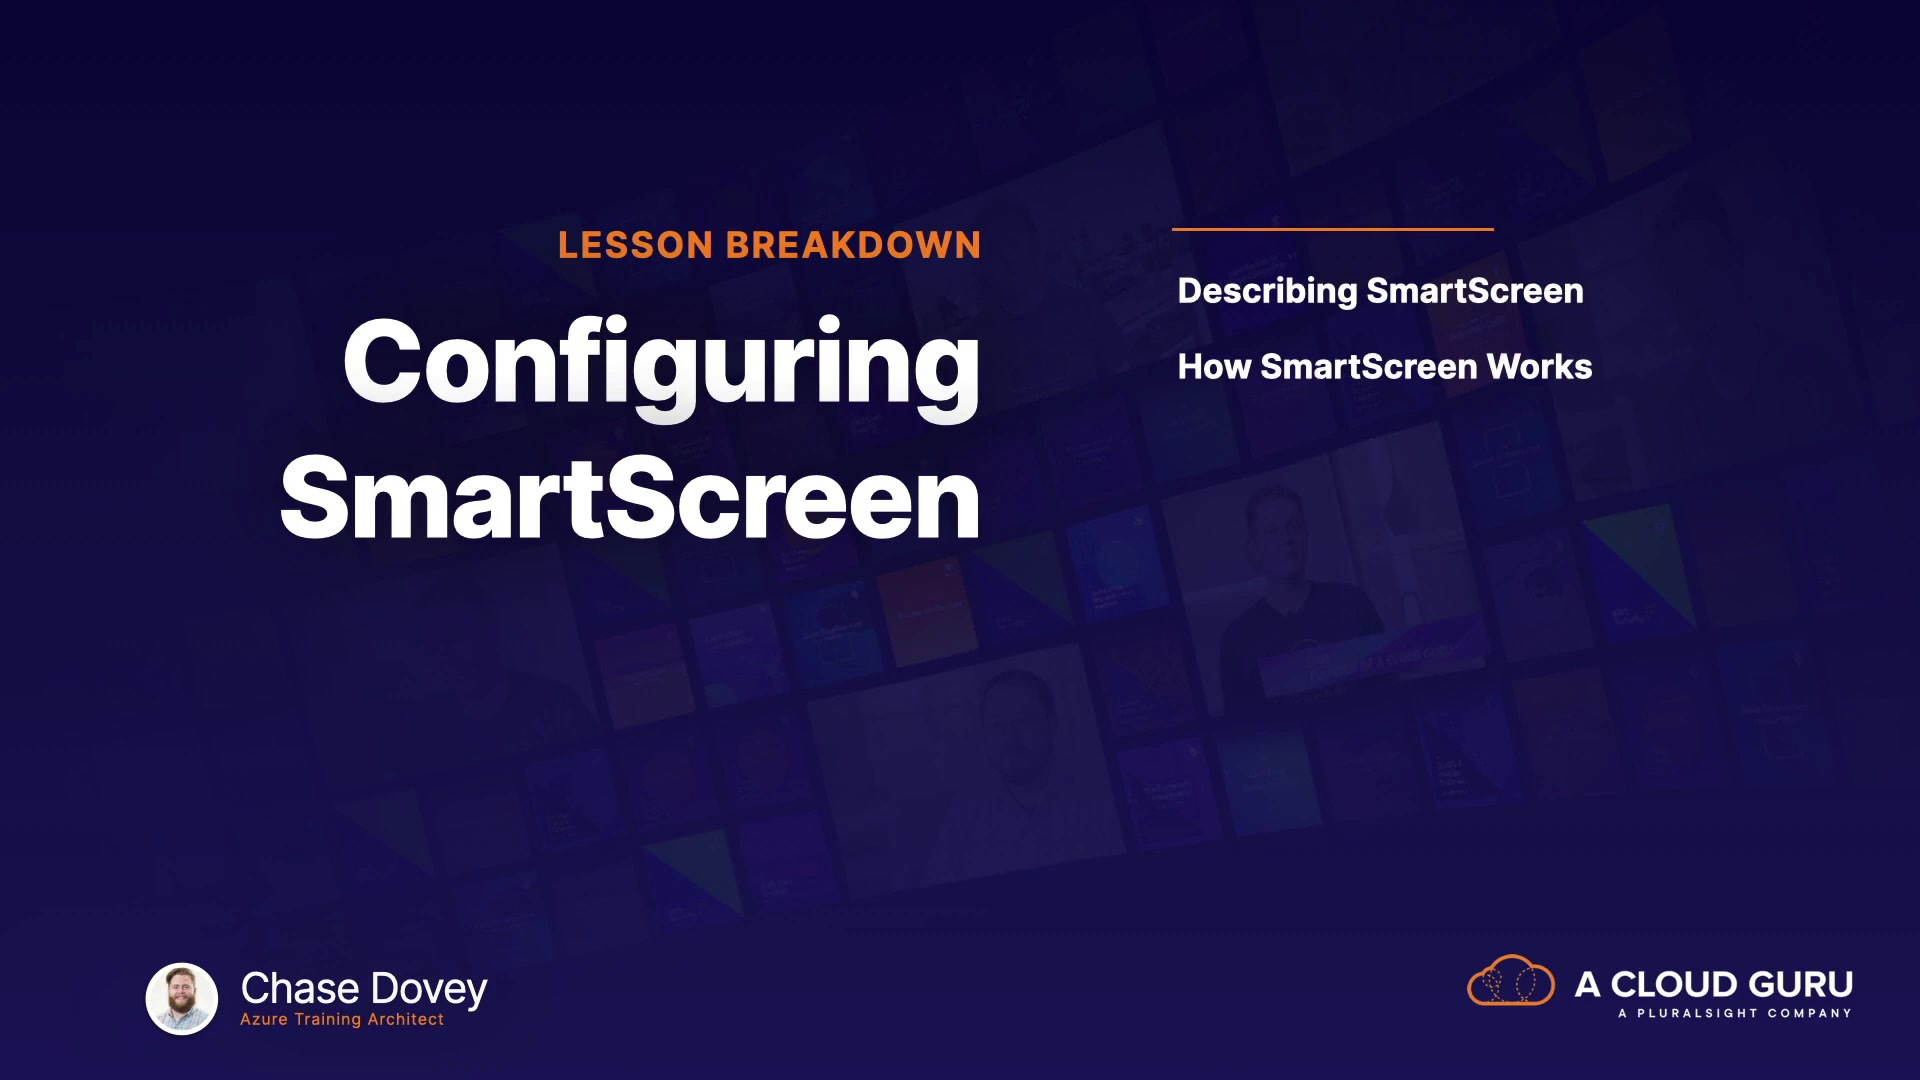 LESSON BREAKDOWN
Configuring
SmartScreen
Describing SmartScreen
How SmartScreen Works
Chase Dovey
Azure Training Architect
A CLOUD GURU
A PLURALSIGHT COMPANY